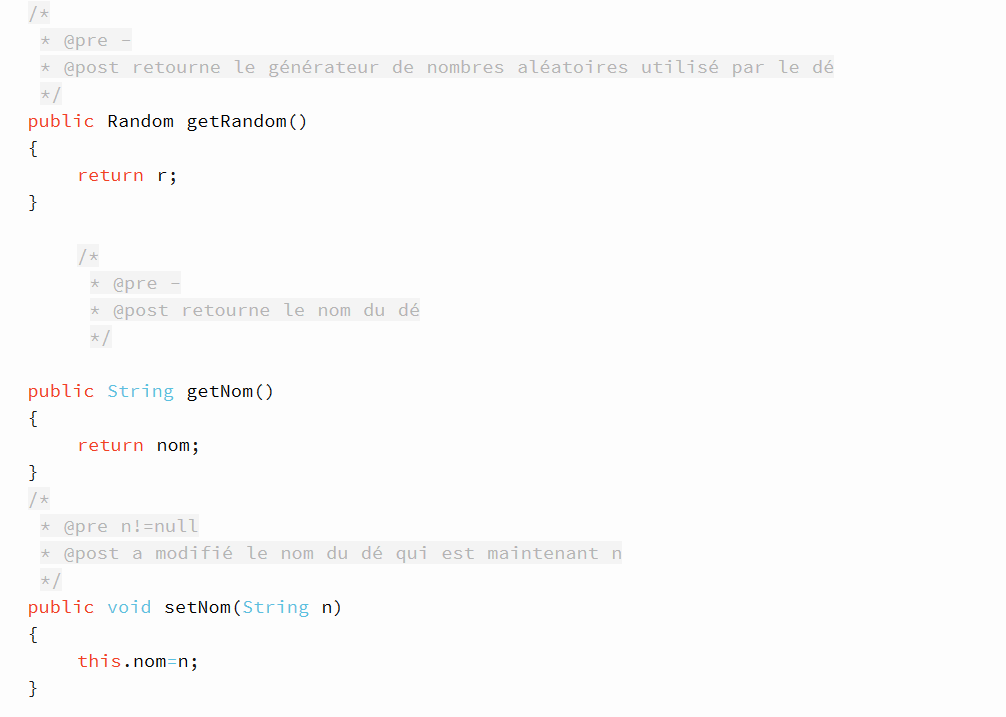 /*
 * @pre -
 * @post retourne le générateur de nombres aléatoires utilisé par le dé
 */
public Random getRandom()
{
    return r;
}
    /*
     * @pre -
     * @post retourne le nom du dé
     */
public String getNom()
{
    return nom;
}
/*
 * @pre n!=null
 * @post a modifié le nom du dé qui est maintenant n
 */
public void setNom(String n)
{
    this.nom=n;
}